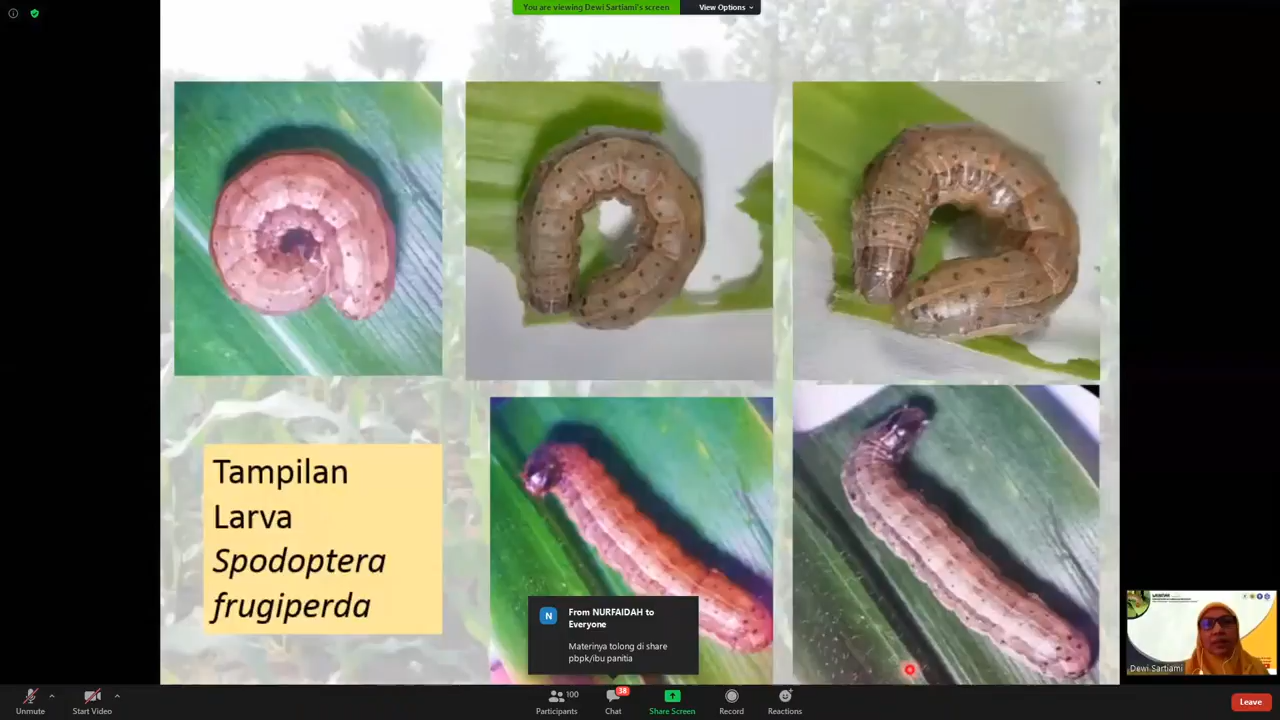 You are viewing Dewi Sartiami's screen
View Options
Tampilan
Larva
Spodoptera
frugiperda
N
From NURFAIDAH to
Everyone
Materinya tolong di share
pbpk/ibu panitia
Dewi Sartiami
Unmute
Start Video
100
Participants
38
Chat
Share Screen
Record
Reactions
Leave